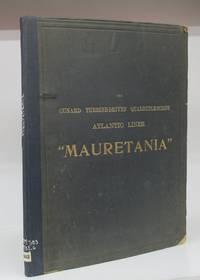 THE
CUNARD TURBINE-DRIVEN QUADRUPLE-SCREW
ATLANTIC LINER
"MAURETANIA"